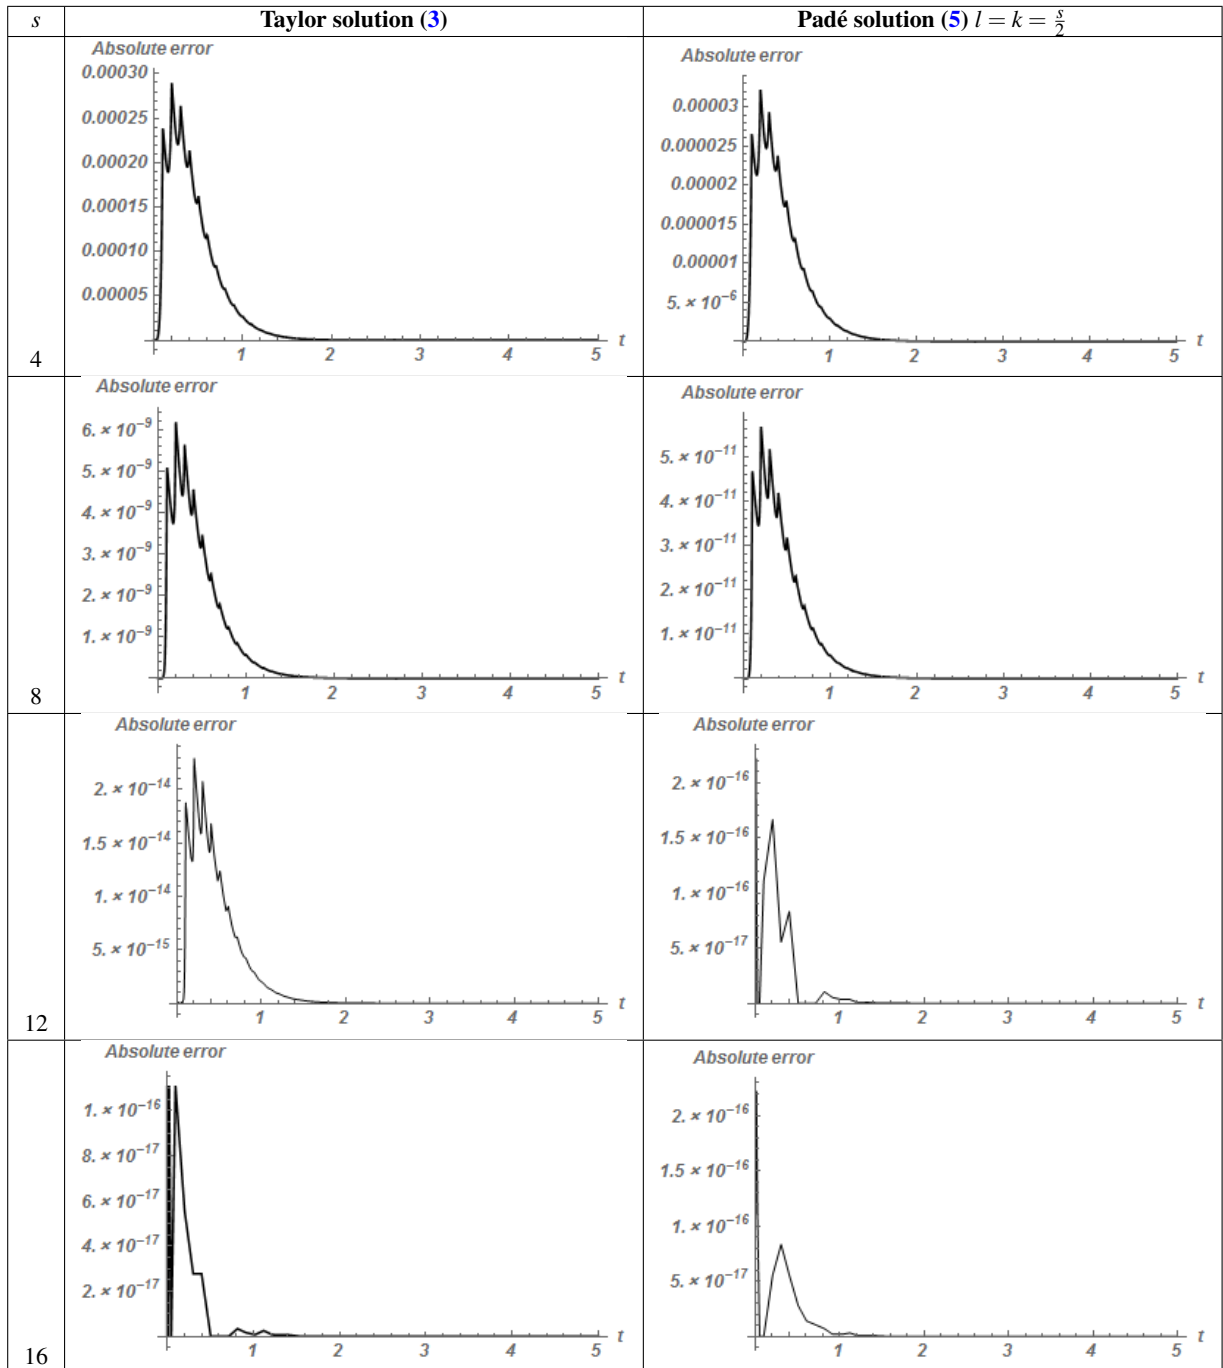 s Taylor solution (3) Padé solution (5) l = k = s/2
Absolute error
0.00030
0.00025
0.00020
0.00015
0.00010
0.00005
1 2 3 4 5 t
Absolute error
0.00003
0.000025
0.00002
0.000015
0.00001
5. × 10⁻⁶
1 2 3 4 5 t
4
Absolute error
6. × 10⁻⁹
5. × 10⁻⁹
4. × 10⁻⁹
3. × 10⁻⁹
2. × 10⁻⁹
1. × 10⁻⁹
1 2 3 4 5 t
Absolute error
5. × 10⁻¹¹
4. × 10⁻¹¹
3. × 10⁻¹¹
2. × 10⁻¹¹
1. × 10⁻¹¹
1 2 3 4 5 t
8
Absolute error
2. × 10⁻¹⁴
1.5 × 10⁻¹⁴
1. × 10⁻¹⁴
5. × 10⁻¹⁵
1 2 3 4 5 t
Absolute error
2. × 10⁻¹⁶
1.5 × 10⁻¹⁶
1. × 10⁻¹⁶
5. × 10⁻¹⁷
1 2 3 4 5 t
12
Absolute error
1. × 10⁻¹⁶
8. × 10⁻¹⁷
6. × 10⁻¹⁷
4. × 10⁻¹⁷
2. × 10⁻¹⁷
1 2 3 4 5 t
Absolute error
2. × 10⁻¹⁶
1.5 × 10⁻¹⁶
1. × 10⁻¹⁶
5. × 10⁻¹⁷
1 2 3 4 5 t
16